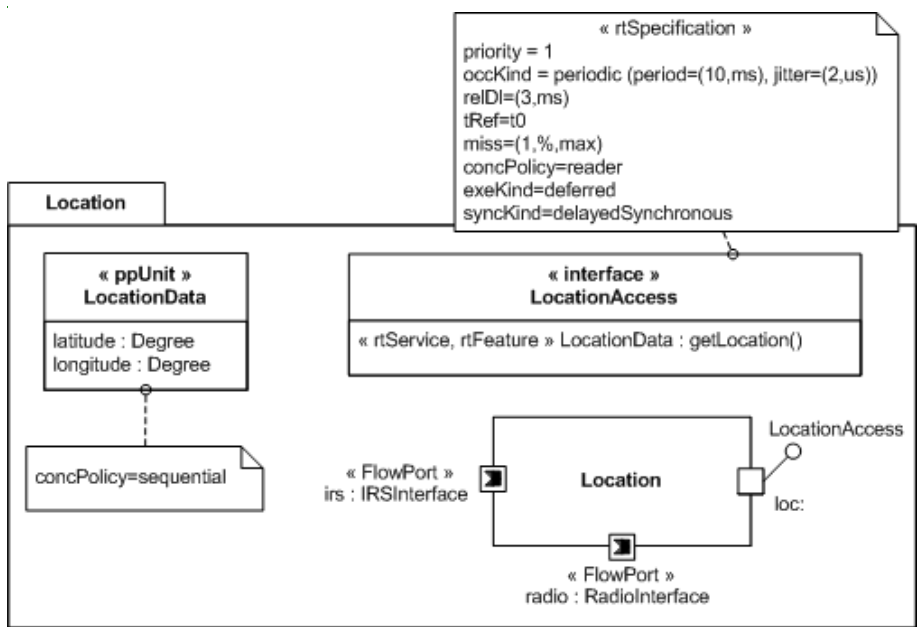 « rtSpecification »
priority = 1
occKind = periodic (period=(10,ms), jitter=(2,us))
relDl=(3,ms)
tRef=t0
miss=(1,%,max)
concPolicy=reader
exeKind=deferred
syncKind=delayedSynchronous
Location
« ppUnit »
LocationData
latitude : Degree
longitude : Degree
concPolicy=sequential
« interface »
LocationAccess
« rtService, rtFeature » LocationData : getLocation()
LocationAccess
« FlowPort »
irs : IRSInterface
Location
loc:
« FlowPort »
radio : RadioInterface